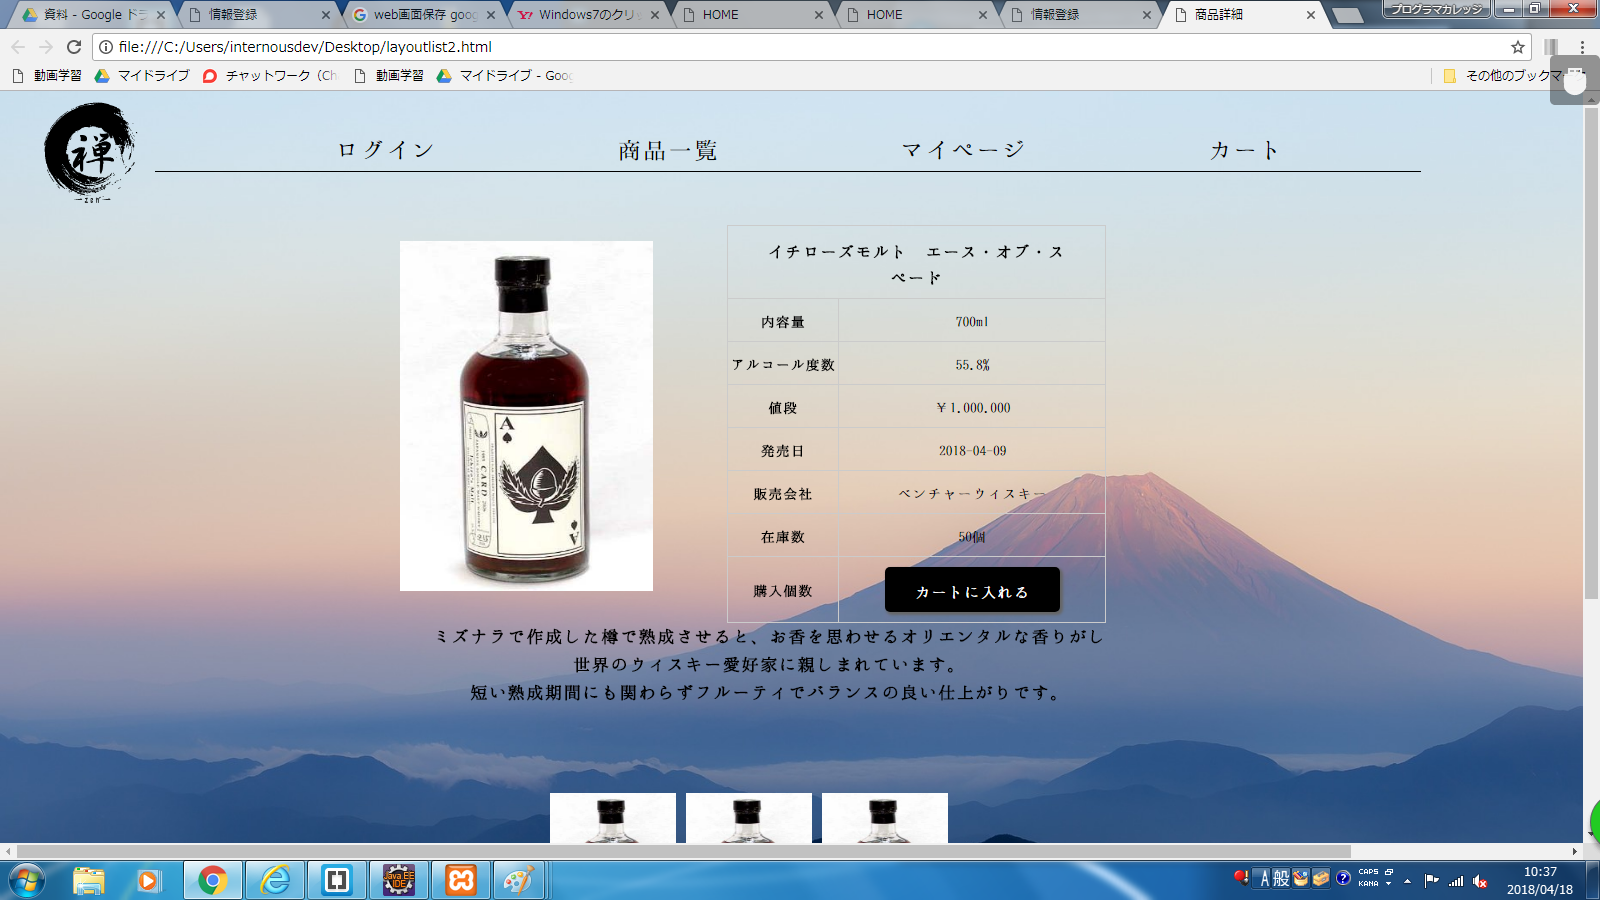 資料 - Google ドラ
情報登録
web画面保存 goog
Windows7のクリッ
HOME
HOME
情報登録
商品詳細
プログラマカレッジ
file:///C:/Users/internousdev/Desktop/layoutlist2.html
動画学習
マイドライブ
チャットワーク（Ch
動画学習
マイドライブ - Goog
その他のブックマーク
禅
ーzenー
ログイン
商品一覧
マイページ
カート
イチローズモルト　エース・オブ・ス
ペード
内容量
700ml
アルコール度数
55.8%
値段
￥1.000.000
発売日
2018-04-09
販売会社
ベンチャーウィスキー
在庫数
50個
購入個数
カートに入れる
A
CARD
Ichiro's Malt
A
ミズナラで作成した樽で熟成させると、お香を思わせるオリエンタルな香りがし
世界のウィスキー愛好家に親しまれています。
短い熟成期間にも関わらずフルーティでバランスの良い仕上がりです。
Java EE
IDE
A 般
CAPS
KANA
10:37
2018/04/18